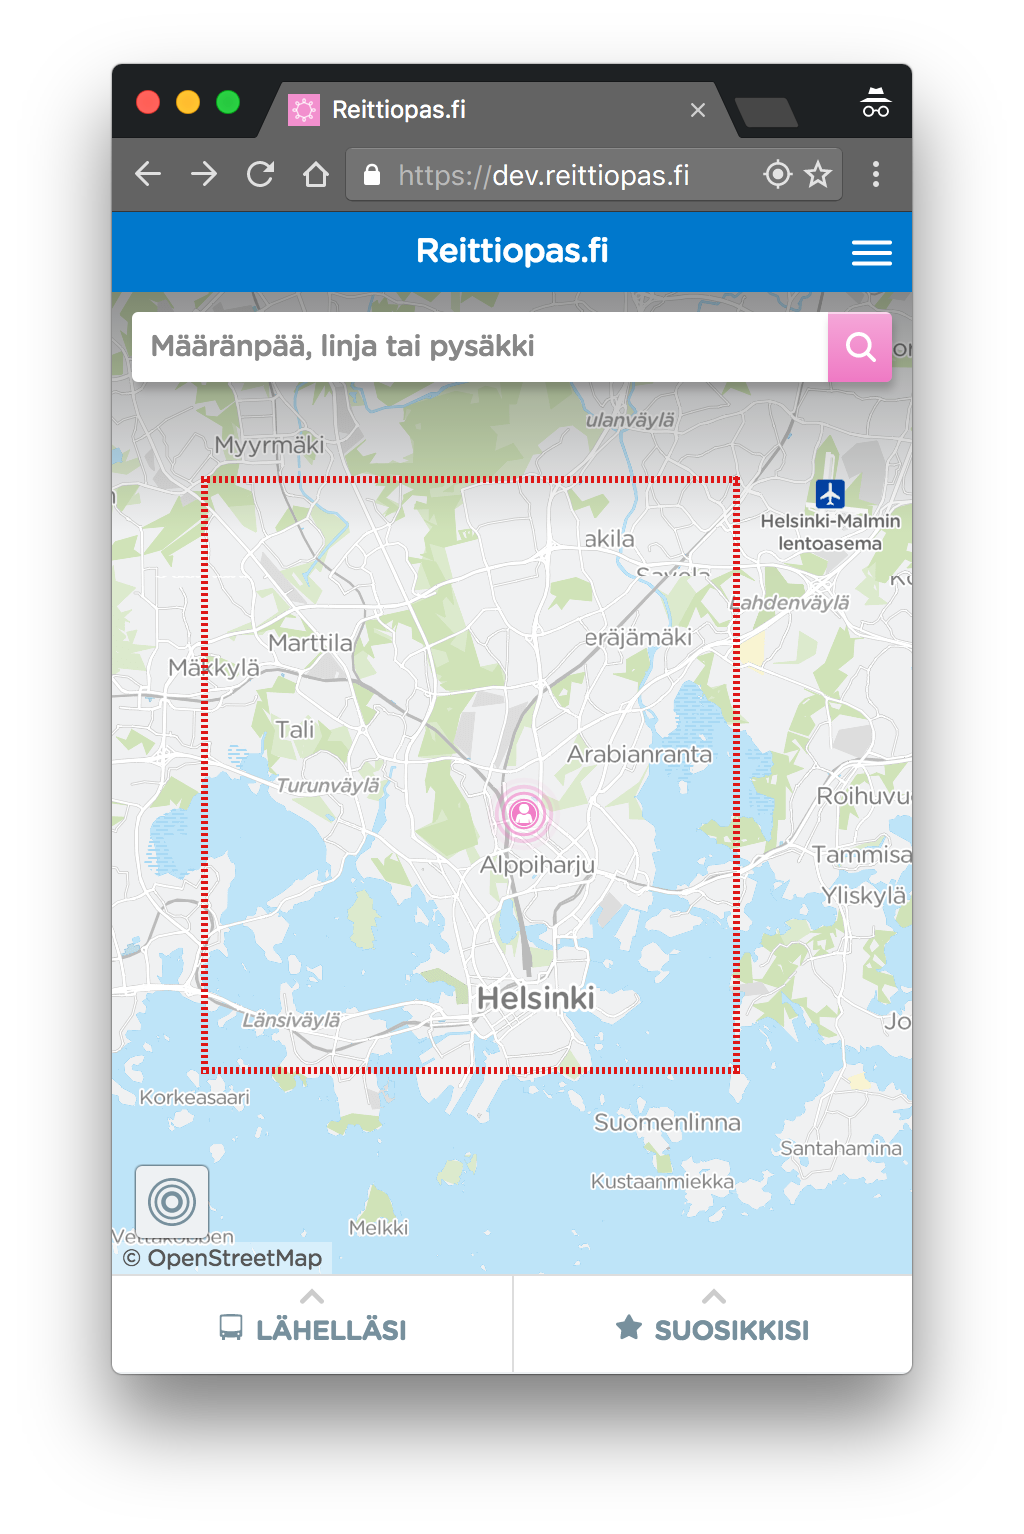 Reittiopas.fi
https://dev.reittiopas.fi
Reittiopas.fi
Määränpää, linja tai pysäkki
ulanväylä
Myyrmäki
Helsinki-Malmin
lentoasema
akila
Savela
Lahdenväylä
Marttila
eräjämäki
Mäkkylä
Tali
Arabianranta
Turunväylä
Roihuvuo
Alppiharju
Tammisa
Yliskylä
Helsinki
Länsiväylä
Jo
Korkeasaari
Suomenlinna
Santahamina
Kustaanmiekka
Melkki
© OpenStreetMap
LÄHELLÄSI
SUOSIKKISI